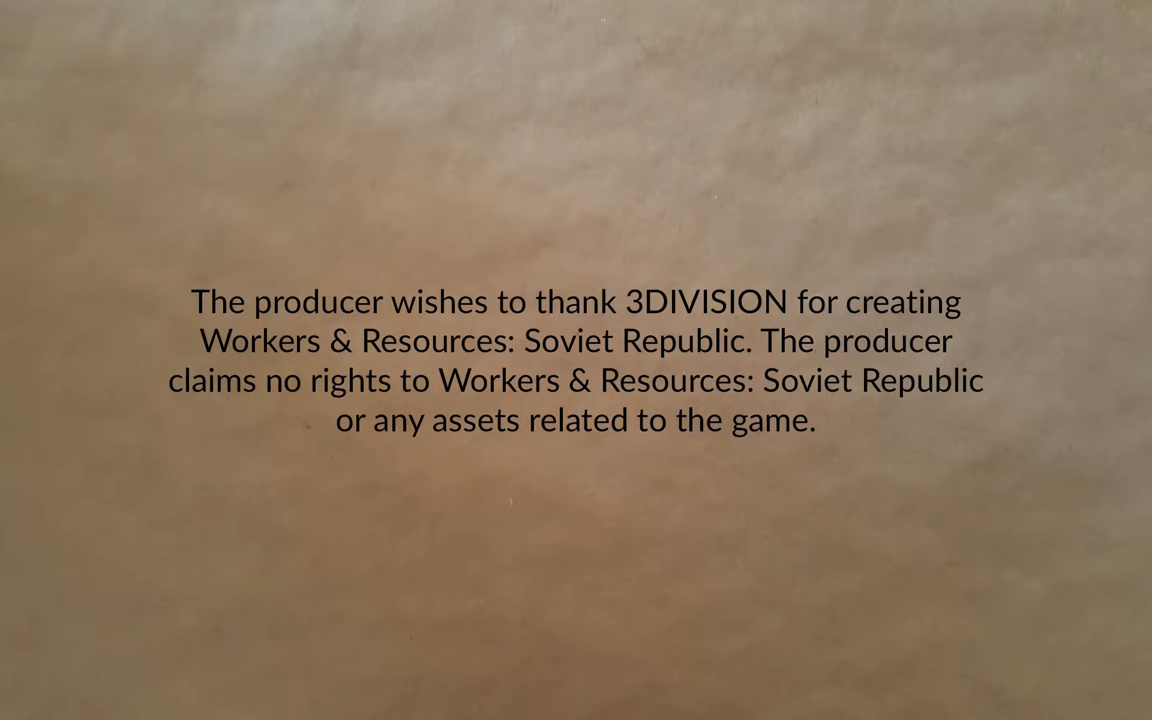 The producer wishes to thank 3DIVISION for creating
Workers & Resources: Soviet Republic. The producer
claims no rights to Workers & Resources: Soviet Republic
or any assets related to the game.